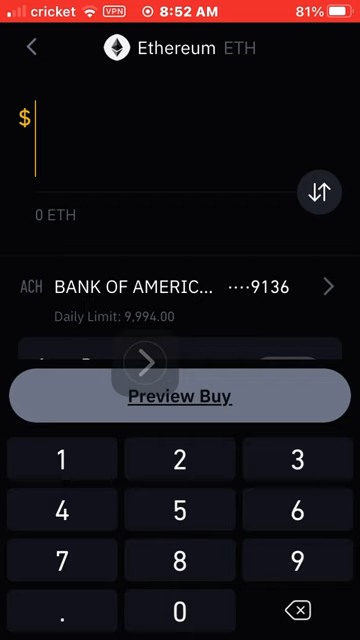 cricket VPN 8:52 AM 81%
Ethereum ETH
$
0 ETH
ACH BANK OF AMERIC... ····9136
Daily Limit: 9,994.00
Preview Buy
1 2 3
4 5 6
7 8 9
. 0